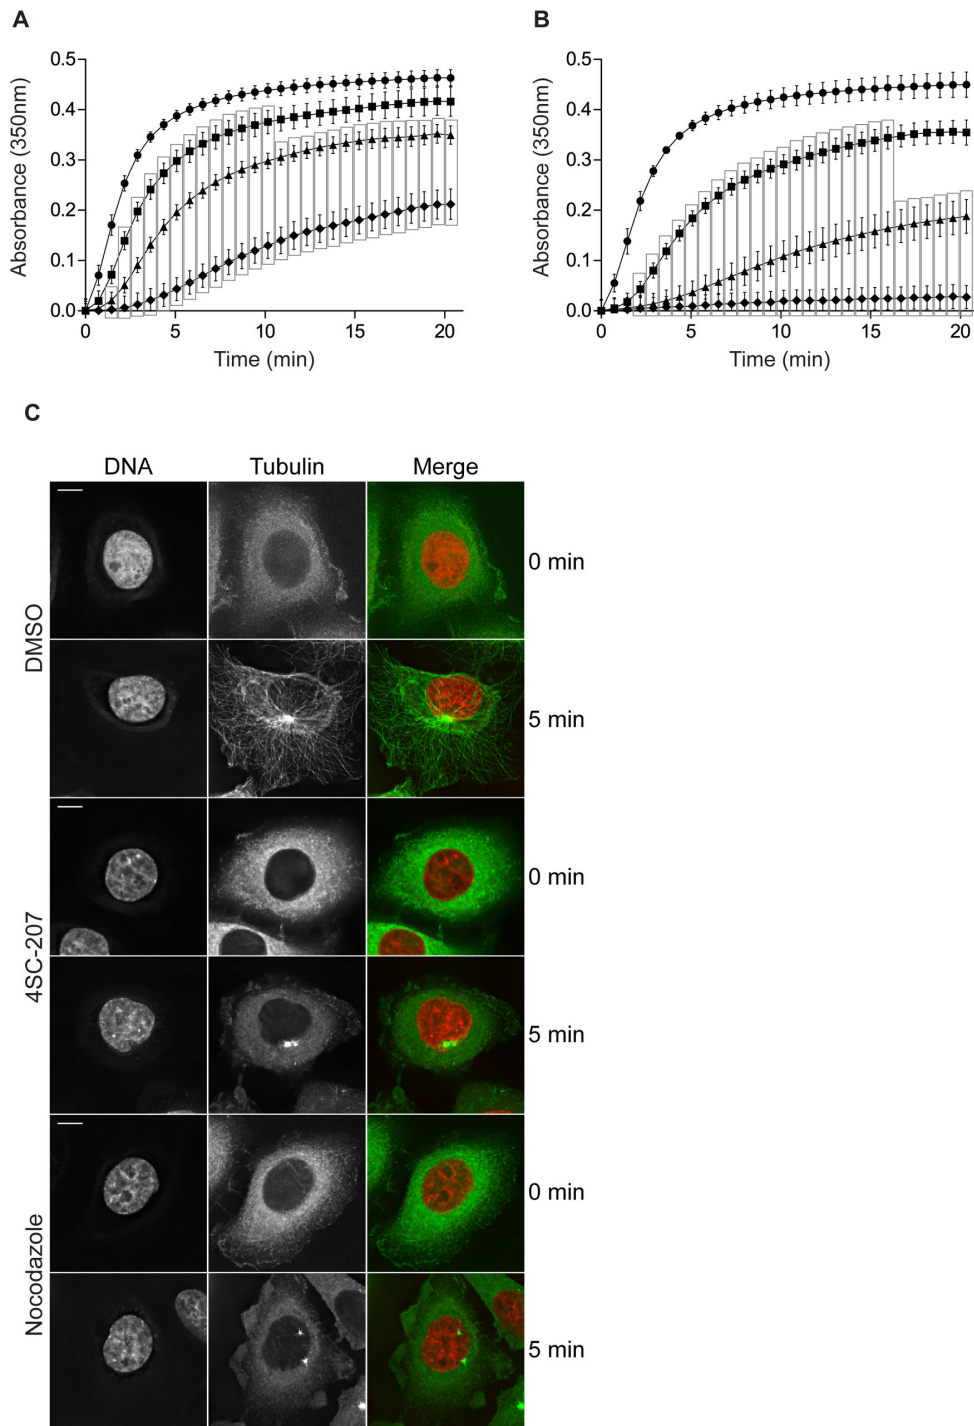 A
B
0.5
0.4
0.3
0.2
0.1
0.0
Absorbance (350nm)
0 5 10 15 20
Time (min)
0.5
0.4
0.3
0.2
0.1
0.0
Absorbance (350nm)
0 5 10 15 20
Time (min)
C
DNA Tubulin Merge
DMSO
0 min
5 min
4SC-207
0 min
5 min
Nocodazole
0 min
5 min